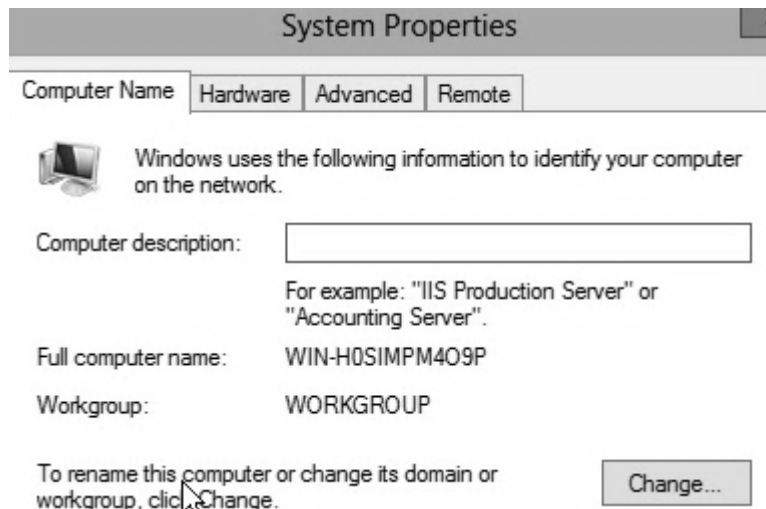 System Properties
Computer Name Hardware Advanced Remote
Windows uses the following information to identify your computer
on the network.
Computer description:
For example: "IIS Production Server" or
"Accounting Server".
Full computer name: WIN-H0SIMPM4O9P
Workgroup: WORKGROUP
To rename this computer or change its domain or
workgroup, click Change.
Change...